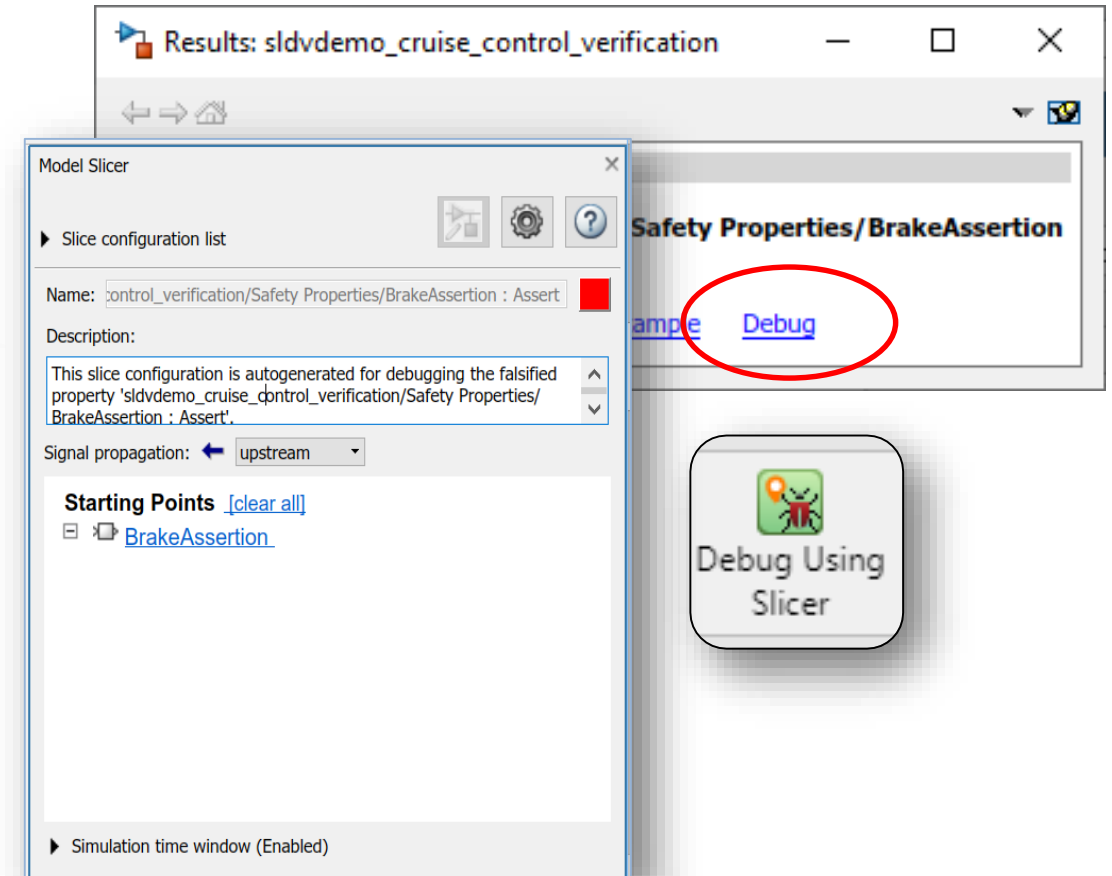 Results: sldvdemo_cruise_control_verification
Model Slicer
Slice configuration list
Safety Properties/BrakeAssertion
Name: control_verification/Safety Properties/BrakeAssertion : Assert
ample Debug
Description:
This slice configuration is autogenerated for debugging the falsified
property 'sldvdemo_cruise_control_verification/Safety Properties/
BrakeAssertion : Assert'.
Signal propagation: upstream
Starting Points [clear all]
BrakeAssertion
Debug Using
Slicer
Simulation time window (Enabled)